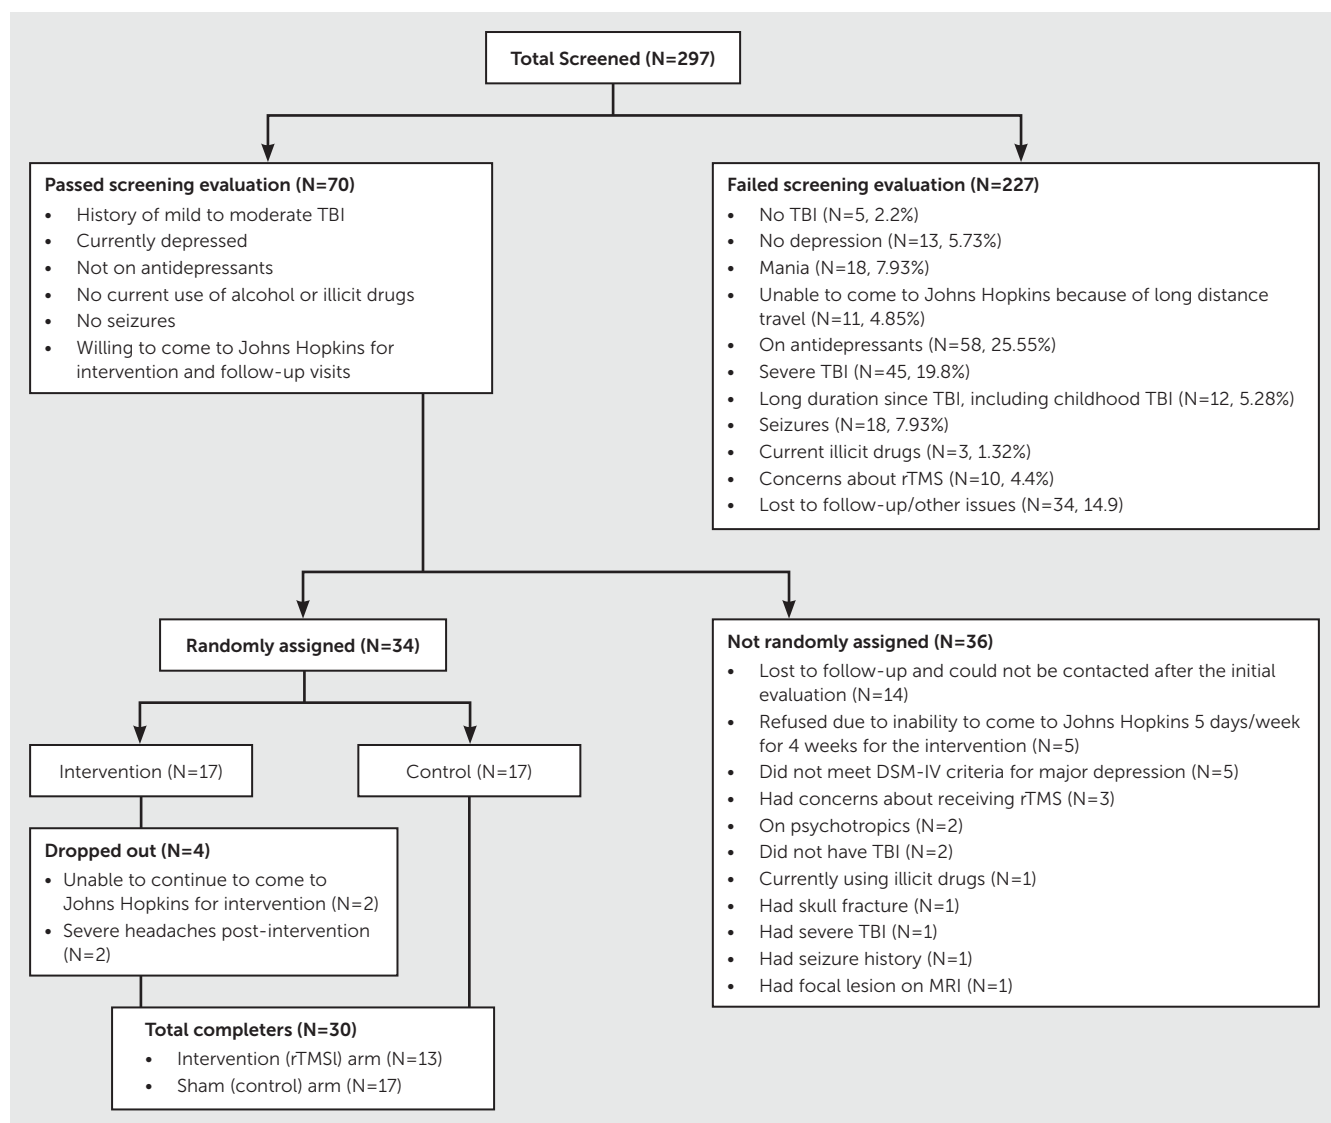 Total Screened (N=297)
Passed screening evaluation (N=70)
• History of mild to moderate TBI
• Currently depressed
• Not on antidepressants
• No current use of alcohol or illicit drugs
• No seizures
• Willing to come to Johns Hopkins for
intervention and follow-up visits
Failed screening evaluation (N=227)
• No TBI (N=5, 2.2%)
• No depression (N=13, 5.73%)
• Mania (N=18, 7.93%)
• Unable to come to Johns Hopkins because of long distance
travel (N=11, 4.85%)
• On antidepressants (N=58, 25.55%)
• Severe TBI (N=45, 19.8%)
• Long duration since TBI, including childhood TBI (N=12, 5.28%)
• Seizures (N=18, 7.93%)
• Current illicit drugs (N=3, 1.32%)
• Concerns about rTMS (N=10, 4.4%)
• Lost to follow-up/other issues (N=34, 14.9)
Randomly assigned (N=34)
Not randomly assigned (N=36)
• Lost to follow-up and could not be contacted after the initial
evaluation (N=14)
• Refused due to inability to come to Johns Hopkins 5 days/week
for 4 weeks for the intervention (N=5)
• Did not meet DSM-IV criteria for major depression (N=5)
• Had concerns about receiving rTMS (N=3)
• On psychotropics (N=2)
• Did not have TBI (N=2)
• Currently using illicit drugs (N=1)
• Had skull fracture (N=1)
• Had severe TBI (N=1)
• Had seizure history (N=1)
• Had focal lesion on MRI (N=1)
Intervention (N=17)
Control (N=17)
Dropped out (N=4)
• Unable to continue to come to
Johns Hopkins for intervention (N=2)
• Severe headaches post-intervention
(N=2)
Total completers (N=30)
• Intervention (rTMSl) arm (N=13)
• Sham (control) arm (N=17)